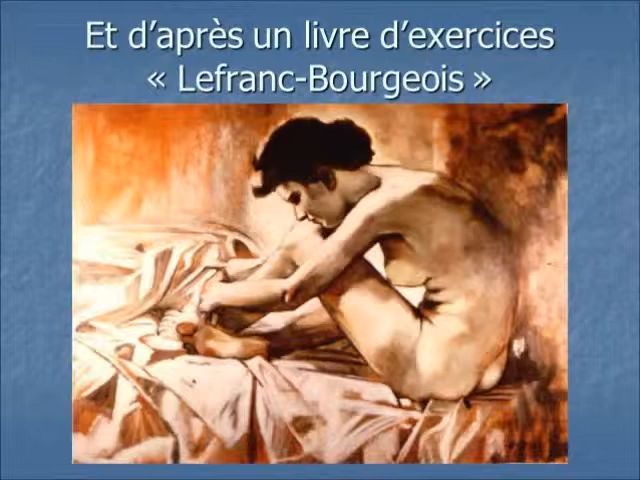 Et d’après un livre d’exercices
« Lefranc-Bourgeois »